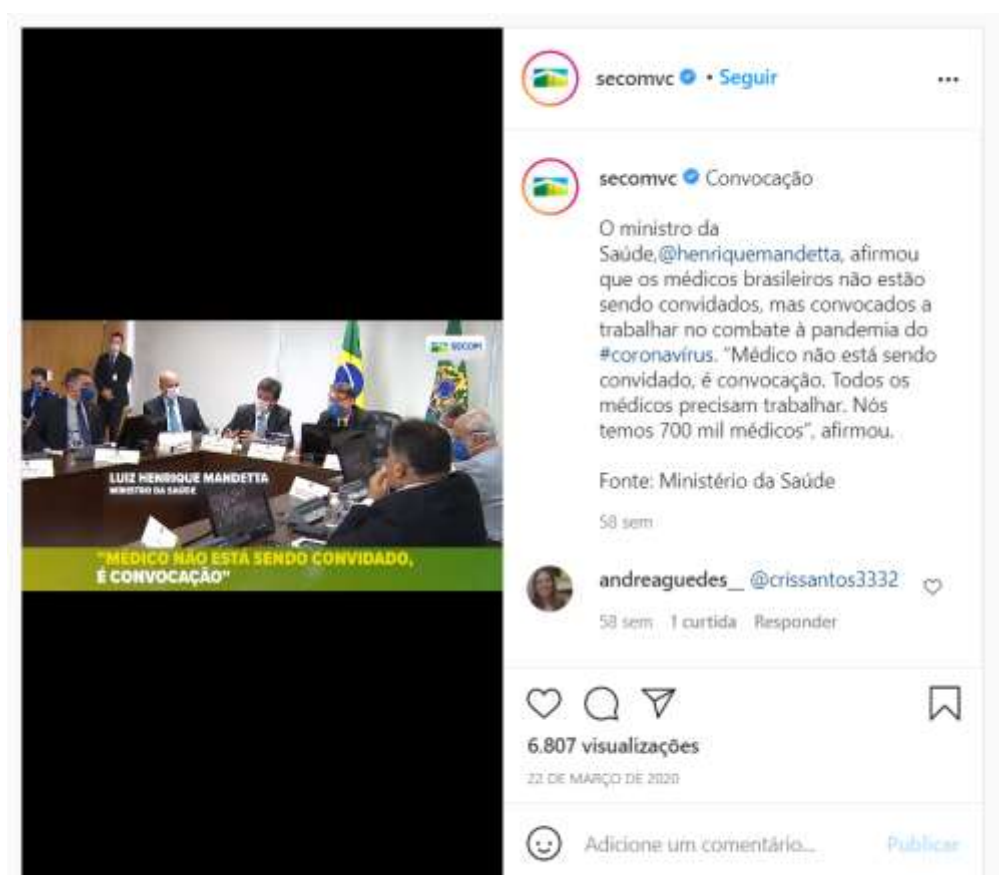 secomvc • Seguir
secomvc Convocação
O ministro da
Saúde,@henriquemandetta, afirmou
que os médicos brasileiros não estão
sendo convidados, mas convocados a
trabalhar no combate à pandemia do
#coronavírus. "Médico não está sendo
convidado, é convocação. Todos os
médicos precisam trabalhar. Nós
temos 700 mil médicos", afirmou.
Fonte: Ministério da Saúde
58 sem
SECOM
LUIZ HENRIQUE MANDETTA
MINISTRO DA SAÚDE
"MÉDICO NÃO ESTÁ SENDO CONVIDADO,
É CONVOCAÇÃO"
andreaguedes__ @crissantos3332
58 sem 1 curtida Responder
6.807 visualizações
22 DE MARÇO DE 2020
Adicione um comentário... Publicar